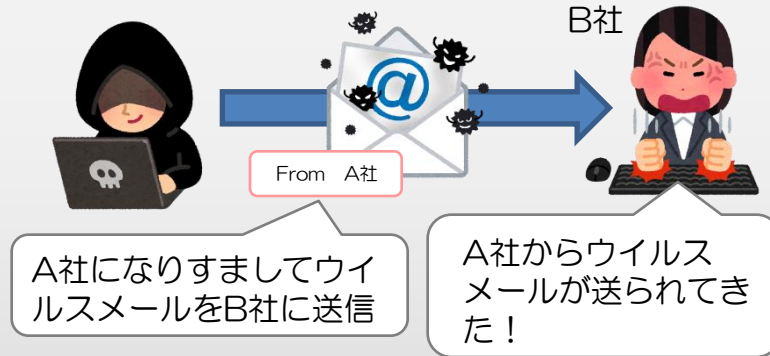 B社
From A社
A社になりすましてウイ
ルスメールをB社に送信
A社からウイルス
メールが送られてき
た！